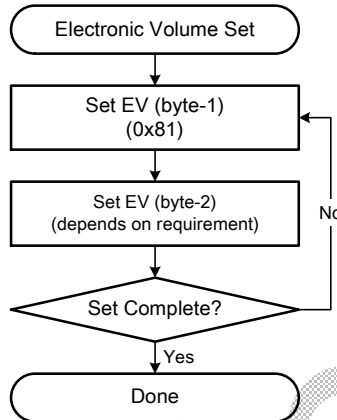 Electronic Volume Set
Set EV (byte-1)
(0x81)
Set EV (byte-2)
(depends on requirement)
No
Set Complete?
Yes
Done